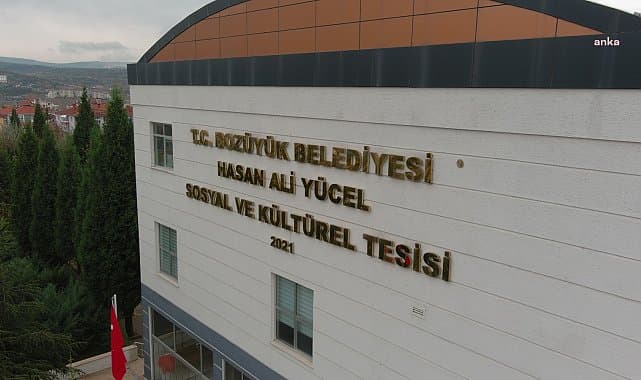 anka
T.C. BOZÜYÜK BELEDİYESİ
HASAN ALİ YÜCEL
SOSYAL VE KÜLTÜREL TESİSİ
2021